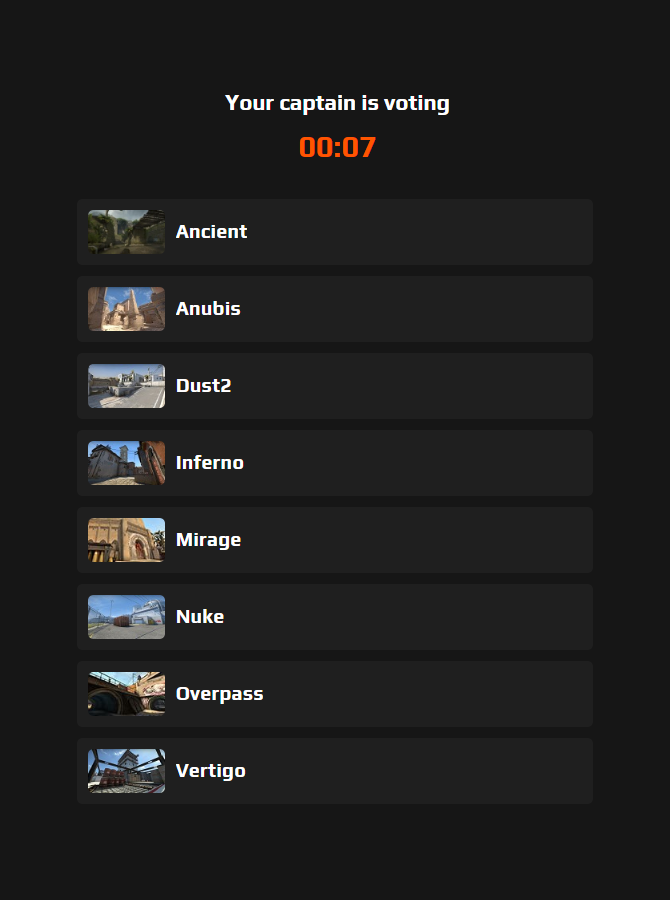 Your captain is voting
00:07
Ancient
Anubis
Dust2
Inferno
Mirage
Nuke
Overpass
Vertigo